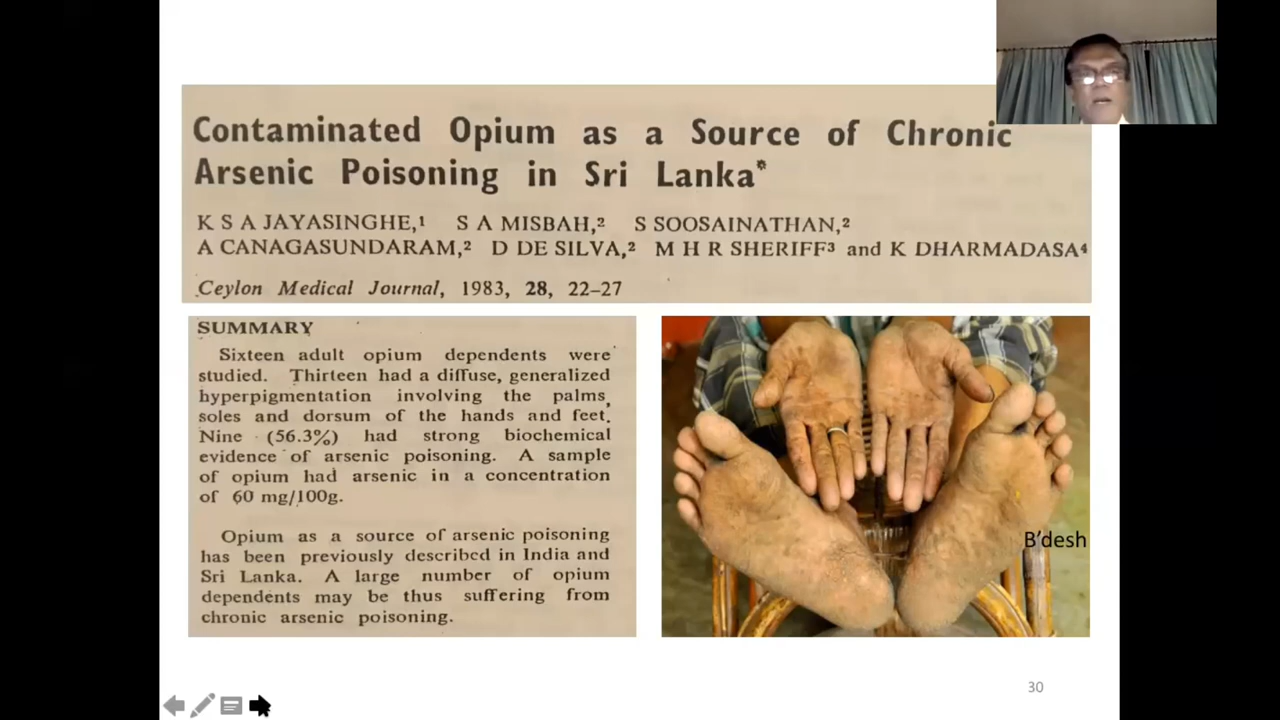 Contaminated Opium as a Source of Chronic
Arsenic Poisoning in Sri Lanka*
K S A JAYASINGHE,¹ S A MISBAH,² S SOOSAINATHAN,²
A CANAGASUNDARAM,² D DE SILVA,² M H R SHERIFF³ and K DHARMADASA⁴
Ceylon Medical Journal, 1983, 28, 22–27
SUMMARY
Sixteen adult opium dependents were
studied. Thirteen had a diffuse, generalized
hyperpigmentation involving the palms,
soles and dorsum of the hands and feet.
Nine (56.3%) had strong biochemical
evidence of arsenic poisoning. A sample
of opium had arsenic in a concentration
of 60 mg/100g.
Opium as a source of arsenic poisoning
has been previously described in India and
Sri Lanka. A large number of opium
dependents may be thus suffering from
chronic arsenic poisoning.
B'desh
30